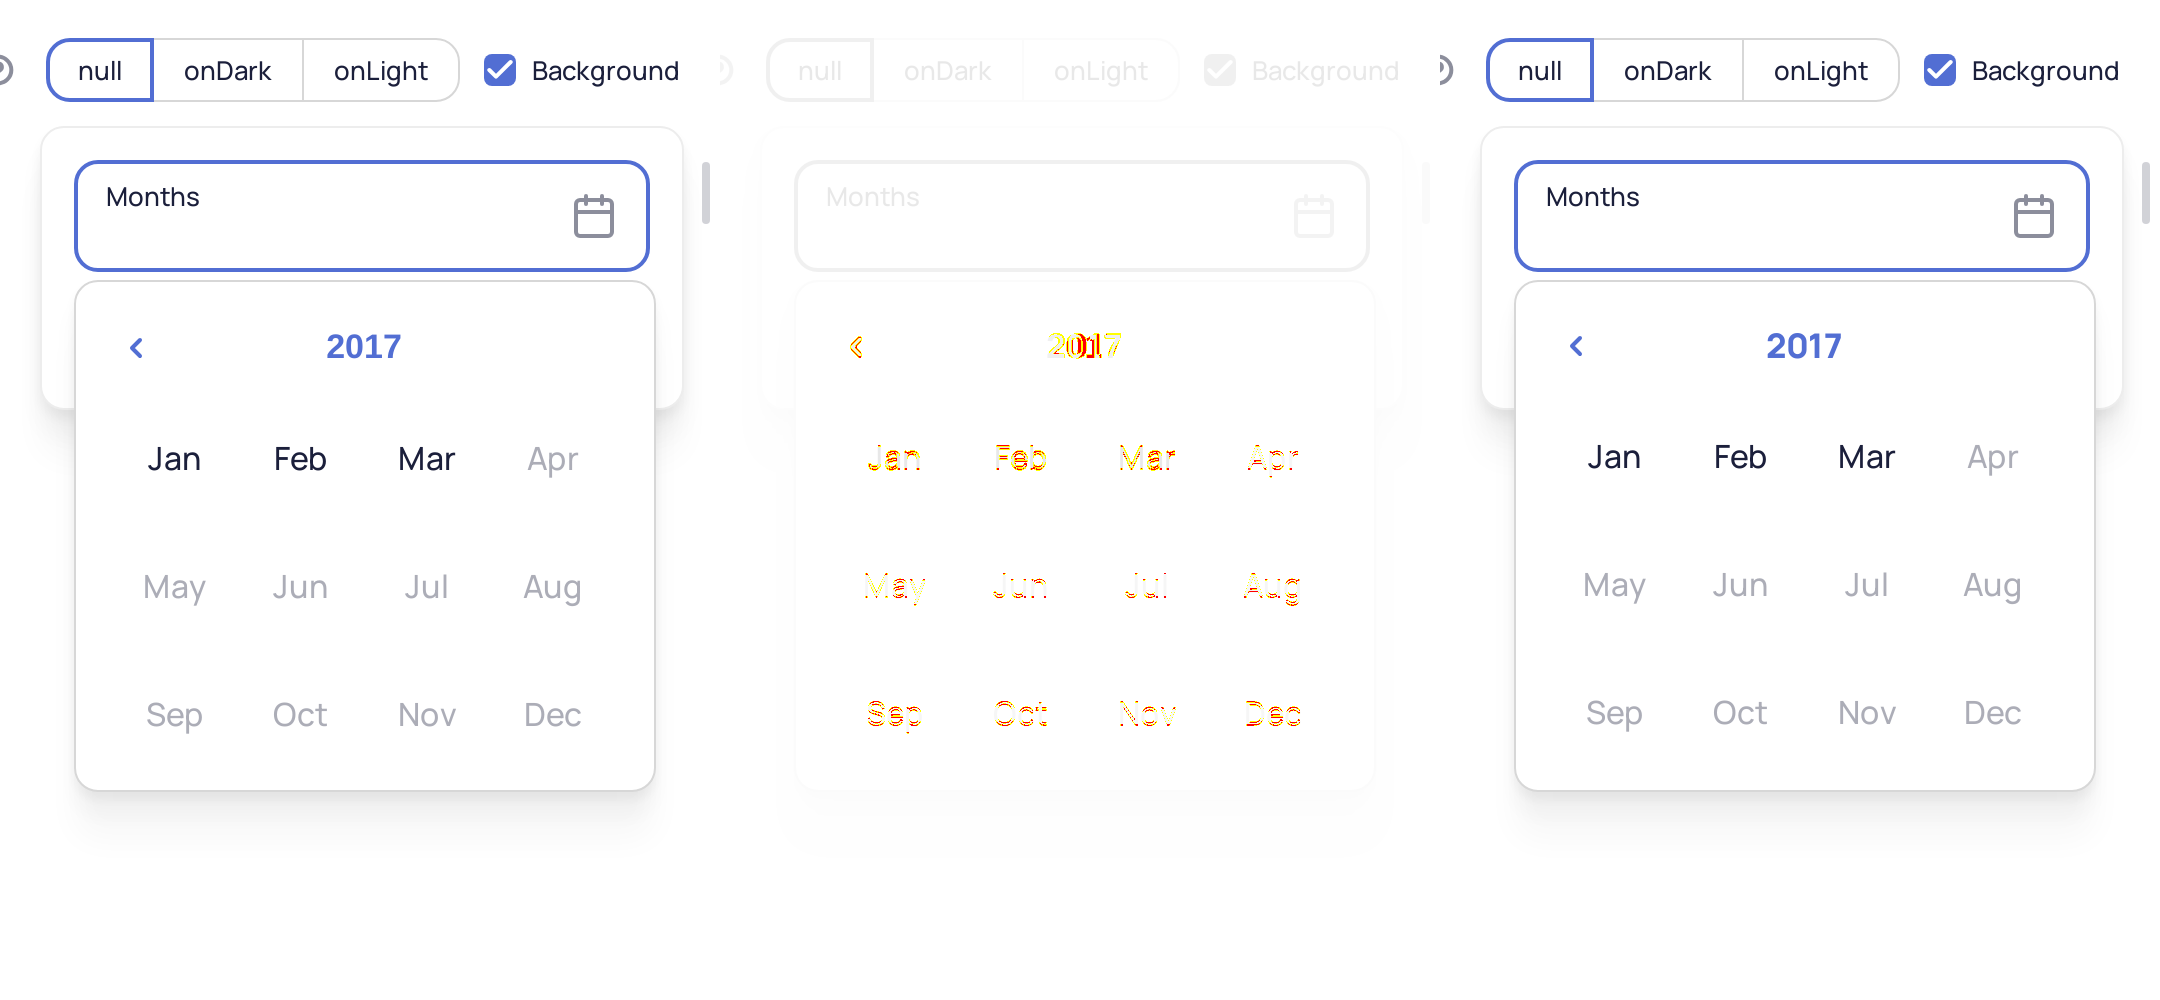 null onDark onLight Background null onDark onLight Background null onDark onLight Background
Months Months Months
2017 2017 2017
Jan Feb Mar Apr Jan Feb Mar Apr Jan Feb Mar Apr
May Jun Jul Aug May Jun Jul Aug May Jun Jul Aug
Sep Oct Nov Dec Sep Oct Nov Dec Sep Oct Nov Dec